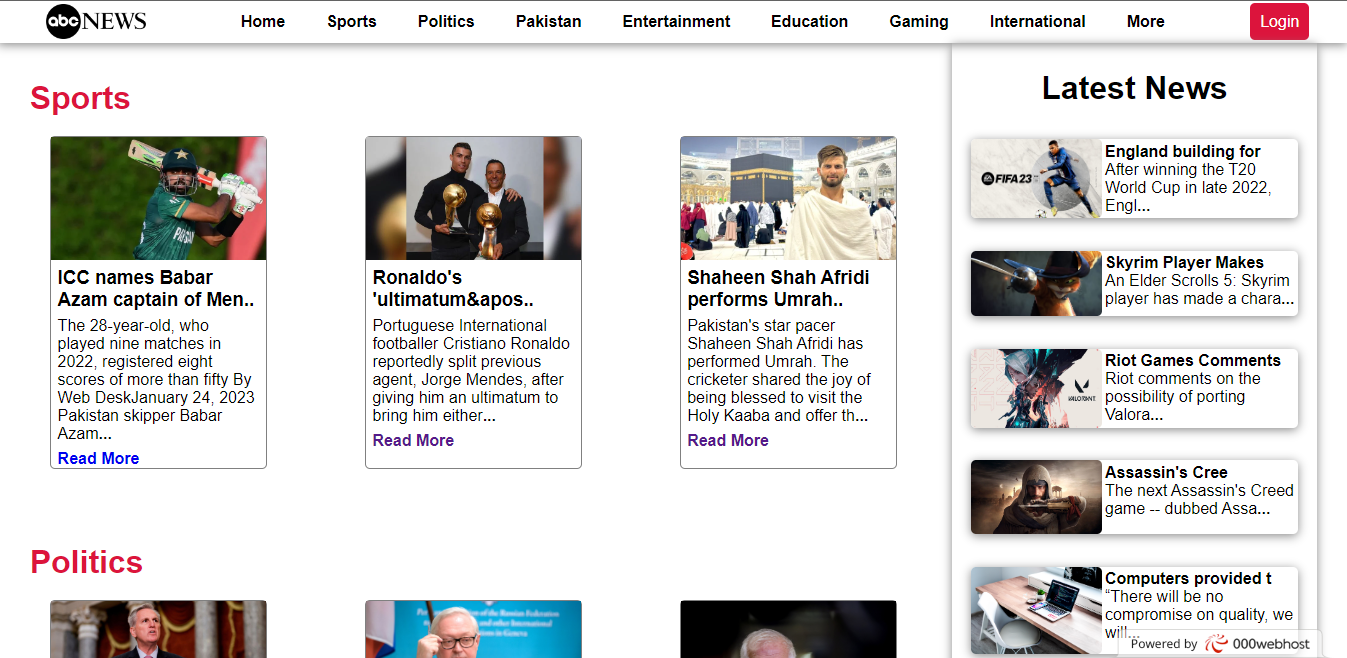 abc NEWS
Home Sports Politics Pakistan Entertainment Education Gaming International More Login
Sports
ICC names Babar
Azam captain of Men..
The 28-year-old, who
played nine matches in
2022, registered eight
scores of more than fifty By
Web DeskJanuary 24, 2023
Pakistan skipper Babar
Azam...
Read More
Ronaldo's
'ultimatum&apos..
Portuguese International
footballer Cristiano Ronaldo
reportedly split previous
agent, Jorge Mendes, after
giving him an ultimatum to
bring him either...
Read More
Shaheen Shah Afridi
performs Umrah..
Pakistan's star pacer
Shaheen Shah Afridi has
performed Umrah. The
cricketer shared the joy of
being blessed to visit the
Holy Kaaba and offer th...
Read More
Politics
Latest News
FIFA 23
England building for
After winning the T20
World Cup in late 2022,
Engl...
Skyrim Player Makes
An Elder Scrolls 5: Skyrim
player has made a chara...
VALORANT
Riot Games Comments
Riot comments on the
possibility of porting
Valora...
Assassin's Cree
The next Assassin's Creed
game -- dubbed Assa...
Computers provided t
“There will be no
compromise on quality, we
will...
Powered by 000webhost